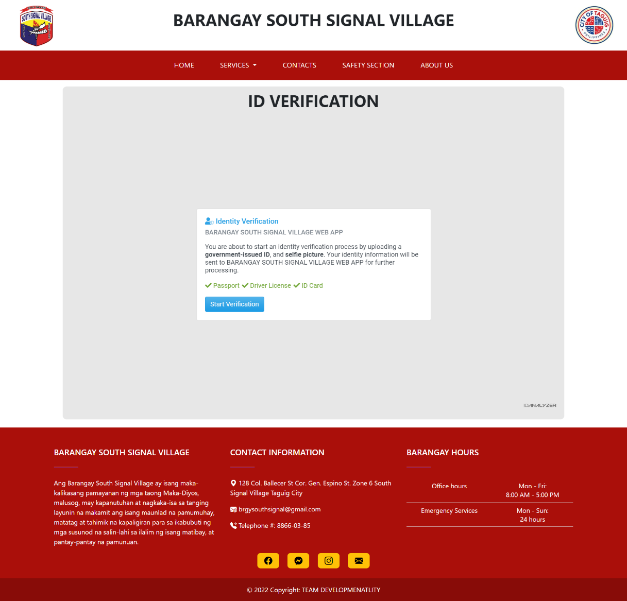 BARANGAY SOUTH SIGNAL VILLAGE
HOME
SERVICES
CONTACTS
SAFETY SECTION
ABOUT US
ID VERIFICATION
Identity Verification
BARANGAY SOUTH SIGNAL VILLAGE WEB APP
You are about to start an identity verification process by uploading a
government-issued ID, and selfie picture. Your identity information will be
sent to BARANGAY SOUTH SIGNAL VILLAGE WEB APP for further
processing.
Passport Driver License ID Card
Start Verification
BARANGAY SOUTH SIGNAL VILLAGE
Ang Barangay South Signal Village ay isang maka-
kalikasang pamayanan ng mga taong Maka-Diyos,
malusog, may kapanutuhan at nagkaka-isa sa tanging
layunin na makamit ang isang maunlad na pamumuhay,
matatag at tahimik na kapaligiran para sa ikabubuti ng
mga susunod na salin-lahi sa ilalim ng isang matibay, at
pantay-pantay na pamunuan.
CONTACT INFORMATION
128 Col. Ballecer St Cor. Gen. Espino St. Zone 6 South
Signal Village Taguig City
brgysouthsignal@gmail.com
Telephone #: 8866-03-85
BARANGAY HOURS
Office hours
Mon - Fri:
8:00 AM - 5:00 PM
Emergency Services
Mon - Sun:
24 hours
© 2022 Copyright: TEAM DEVELOPMENATLITY